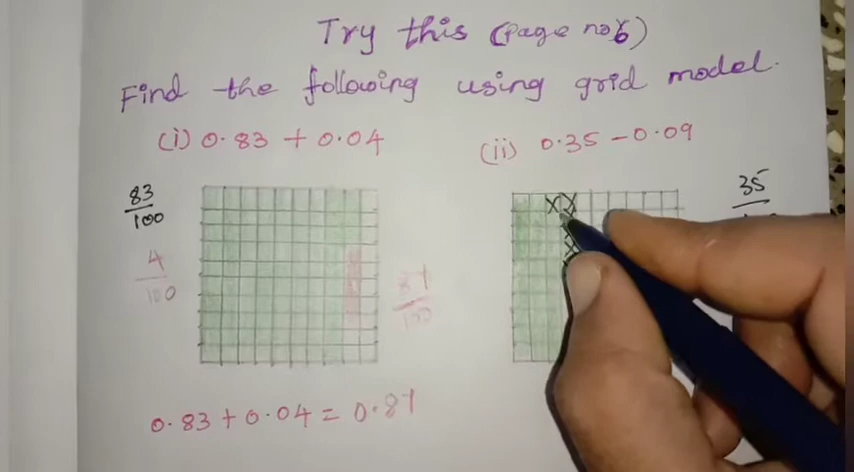 Try this (Page no 6)
Find the following using grid model.
(i) 0.83 + 0.04
(ii) 0.35 - 0.09
83
100
4
100
87
100
35
0.83 + 0.04 = 0.87